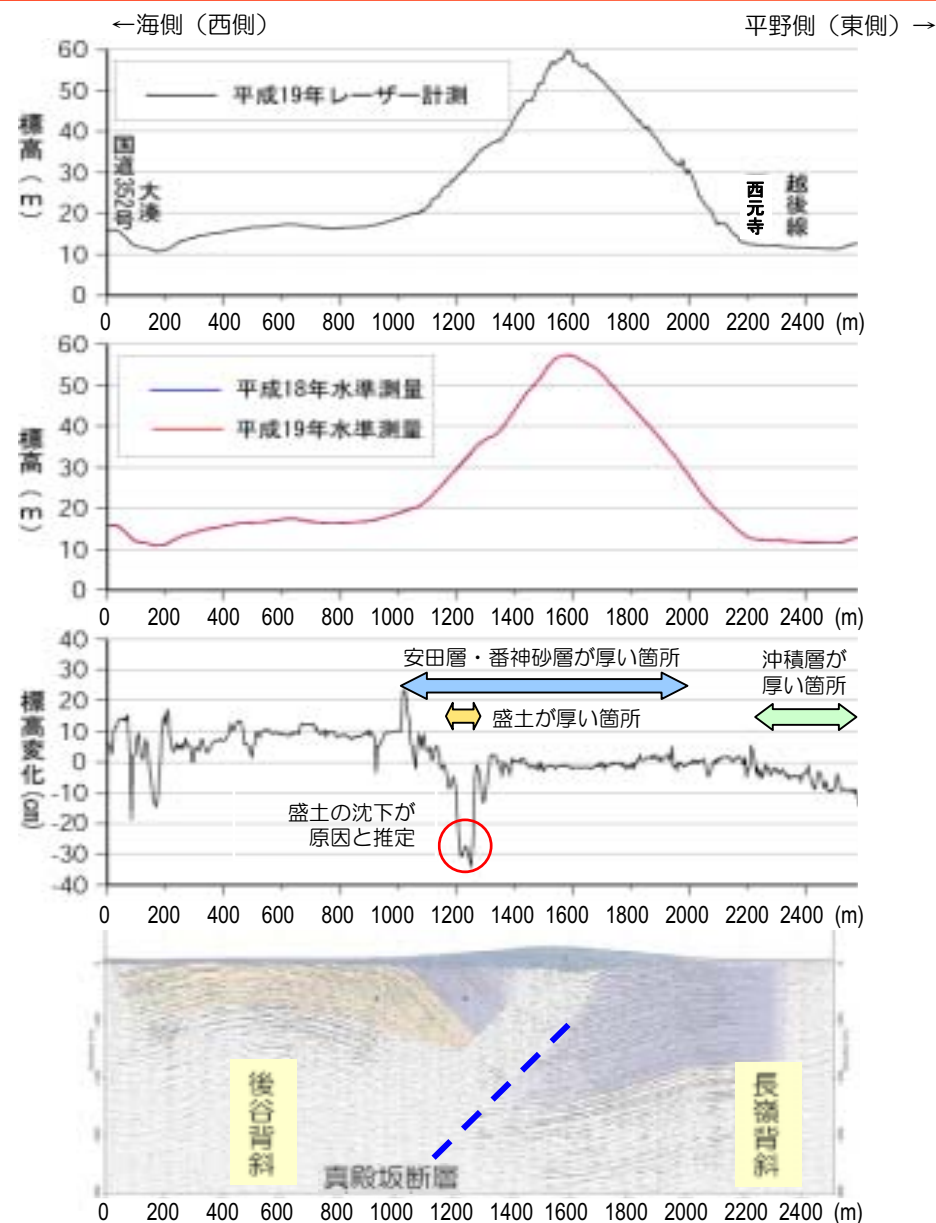 ←海側（西側）
平野側（東側）→
60
50
40
30
20
10
0
標高(m)
平成19年レーザー計測
国道352号
大湊
西元寺
越後線
0 200 400 600 800 1000 1200 1400 1600 1800 2000 2200 2400 (m)
60
50
40
30
20
10
0
標高(m)
平成18年水準測量
平成19年水準測量
0 200 400 600 800 1000 1200 1400 1600 1800 2000 2200 2400 (m)
40
30
20
10
0
-10
-20
-30
-40
標高変化(cm)
安田層・番神砂層が厚い箇所
沖積層が
厚い箇所
盛土が厚い箇所
盛土の沈下が
原因と推定
0 200 400 600 800 1000 1200 1400 1600 1800 2000 2200 2400 (m)
後谷背斜
長嶺背斜
真殿坂断層
0 200 400 600 800 1000 1200 1400 1600 1800 2000 2200 2400 (m)